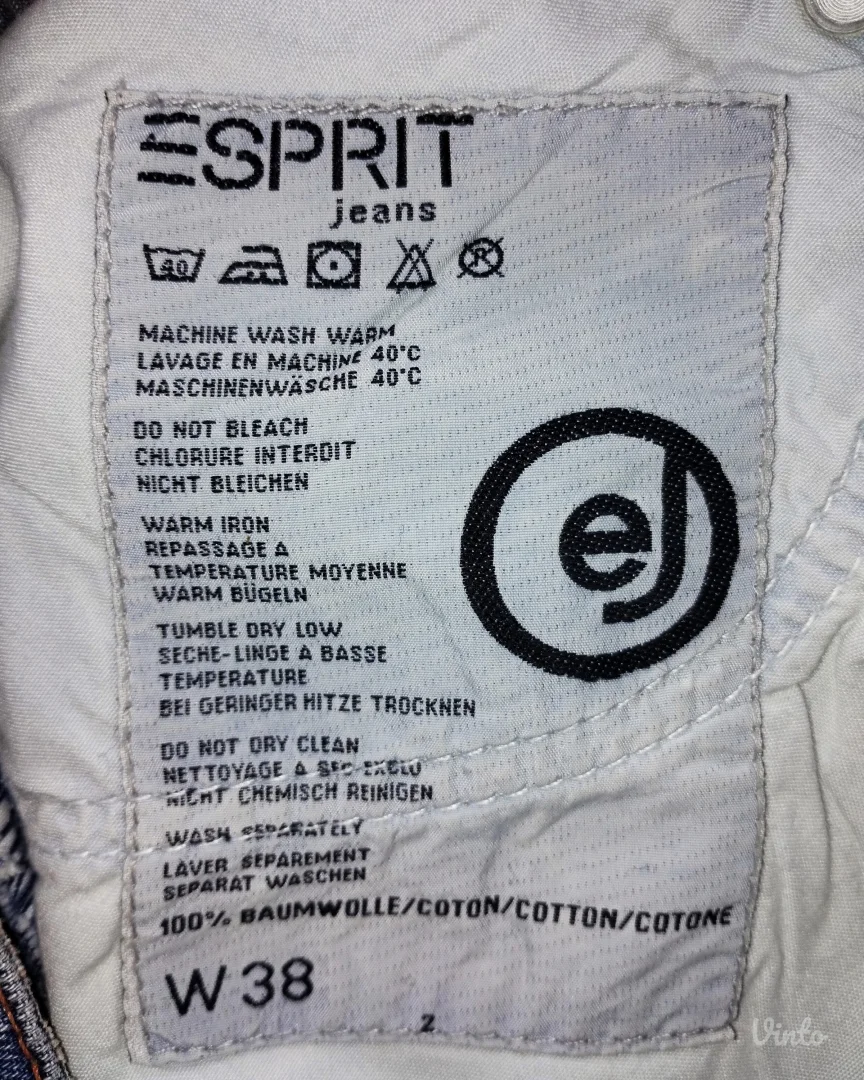 ESPRIT
jeans
40
R
MACHINE WASH WARM
LAVAGE EN MACHINE 40°C
MASCHINENWÄSCHE 40°C
DO NOT BLEACH
CHLORURE INTERDIT
NICHT BLEICHEN
WARM IRON
REPASSAGE A
TEMPERATURE MOYENNE
WARM BÜGELN
TUMBLE DRY LOW
SECHE-LINGE A BASSE
TEMPERATURE
BEI GERINGER HITZE TROCKNEN
DO NOT DRY CLEAN
NETTOYAGE A SEC-EXCLU
NICHT CHEMISCH REINIGEN
WASH SEPARATELY
LAVER SEPAREMENT
SEPARAT WASCHEN
100% BAUMWOLLE/COTON/COTTON/COTONE
ej
W 38
2
Vinto